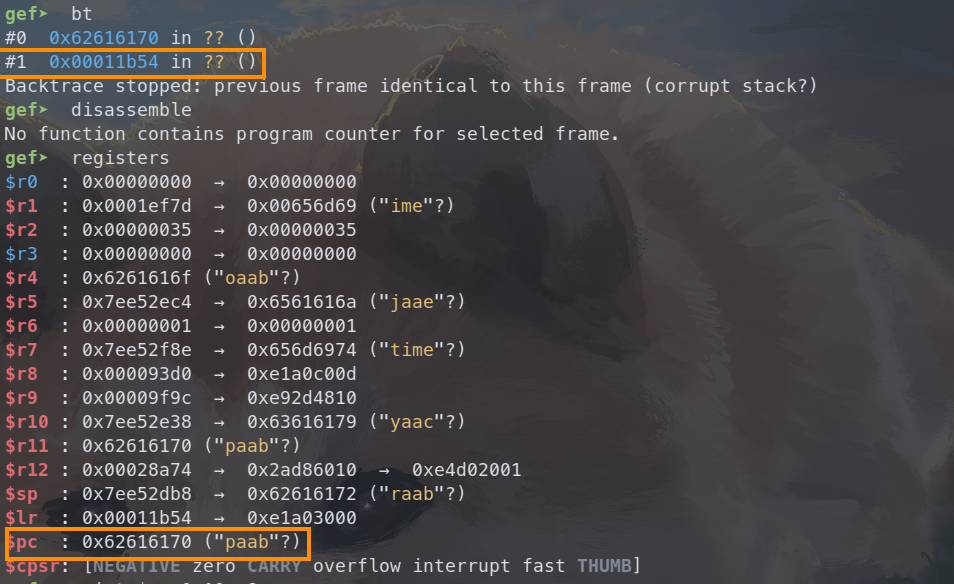 gef➤  bt
#0  0x62616170 in ?? ()
#1  0x00011b54 in ?? ()
Backtrace stopped: previous frame identical to this frame (corrupt stack?)
gef➤  disassemble
No function contains program counter for selected frame.
gef➤  registers
$r0  : 0x00000000  →  0x00000000
$r1  : 0x0001ef7d  →  0x00656d69 ("ime"?)
$r2  : 0x00000035  →  0x00000035
$r3  : 0x00000000  →  0x00000000
$r4  : 0x6261616f ("oaab"?)
$r5  : 0x7ee52ec4  →  0x6561616a ("jaae"?)
$r6  : 0x00000001  →  0x00000001
$r7  : 0x7ee52f8e  →  0x656d6974 ("time"?)
$r8  : 0x000093d0  →  0xe1a0c00d
$r9  : 0x00009f9c  →  0xe92d4810
$r10 : 0x7ee52e38  →  0x63616179 ("yaac"?)
$r11 : 0x62616170 ("paab"?)
$r12 : 0x00028a74  →  0x2ad86010  →  0xe4d02001
$sp  : 0x7ee52db8  →  0x62616172 ("raab"?)
$lr  : 0x00011b54  →  0xe1a03000
$pc  : 0x62616170 ("paab"?)
$cpsr: [NEGATIVE zero CARRY overflow interrupt fast THUMB]